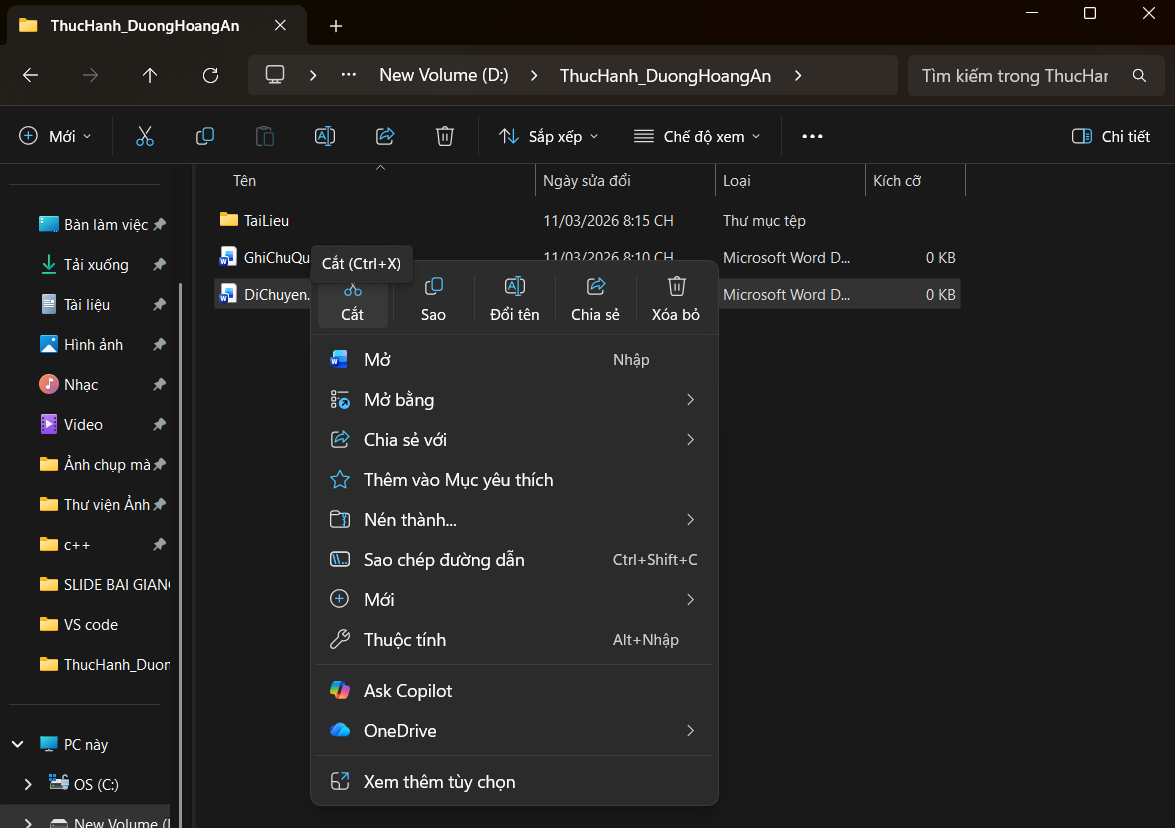 ThucHanh_DuongHoangAn
New Volume (D:)
ThucHanh_DuongHoangAn
Tìm kiếm trong ThucHar
Mới
Sắp xếp
Chế độ xem
Chi tiết
Tên
Ngày sửa đổi
Loại
Kích cỡ
TaiLieu
11/03/2026 8:15 CH
Thư mục tệp
GhiChuQu
11/03/2026 8:10 CH
Microsoft Word D...
0 KB
DiChuyen.
Microsoft Word D...
0 KB
Bàn làm việc
Tải xuống
Tài liệu
Hình ảnh
Nhạc
Video
Ảnh chụp mà
Thư viện Ảnh
c++
SLIDE BAI GIANG
VS code
ThucHanh_Duon
PC này
OS (C:)
New Volume (
Cắt (Ctrl+X)
Cắt
Sao
Đổi tên
Chia sẻ
Xóa bỏ
Mở
Nhập
Mở bằng
Chia sẻ với
Thêm vào Mục yêu thích
Nén thành...
Sao chép đường dẫn
Ctrl+Shift+C
Mới
Thuộc tính
Alt+Nhập
Ask Copilot
OneDrive
Xem thêm tùy chọn